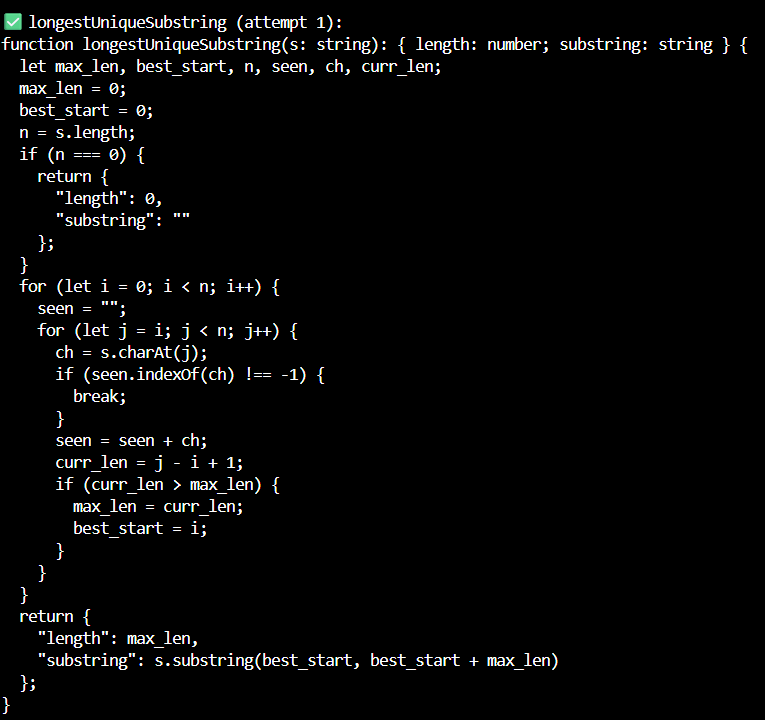 ✅ longestUniqueSubstring (attempt 1):
function longestUniqueSubstring(s: string): { length: number; substring: string } {
  let max_len, best_start, n, seen, ch, curr_len;
  max_len = 0;
  best_start = 0;
  n = s.length;
  if (n === 0) {
    return {
      "length": 0,
      "substring": ""
    };
  }
  for (let i = 0; i < n; i++) {
    seen = "";
    for (let j = i; j < n; j++) {
      ch = s.charAt(j);
      if (seen.indexOf(ch) !== -1) {
        break;
      }
      seen = seen + ch;
      curr_len = j - i + 1;
      if (curr_len > max_len) {
        max_len = curr_len;
        best_start = i;
      }
    }
  }
  return {
    "length": max_len,
    "substring": s.substring(best_start, best_start + max_len)
  };
}